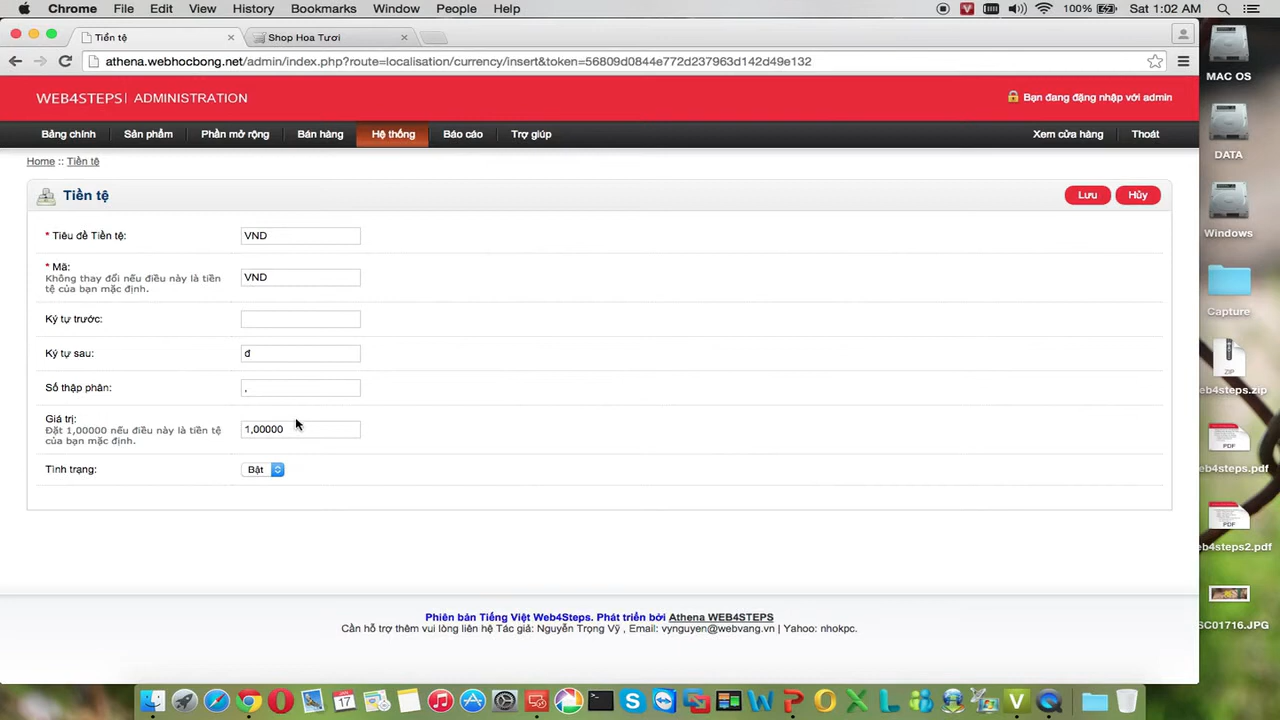 Chrome File Edit View History Bookmarks Window People Help 100% Sat 1:02 AM
Tiền tệ Shop Hoa Tươi
athena.webhocbong.net/admin/index.php?route=localisation/currency/insert&token=56809d0844e772d237963d142d49e132
WEB4STEPS| ADMINISTRATION Bạn đang đăng nhập với admin
Bảng chính Sản phẩm Phần mở rộng Bán hàng Hệ thống Báo cáo Trợ giúp Xem cửa hàng Thoát
Home :: Tiền tệ
Tiền tệ Lưu Hủy
* Tiêu đề Tiền tệ: VND
* Mã: VND
Không thay đổi nếu điều này là tiền
tệ của bạn mặc định.
Ký tự trước:
Ký tự sau: đ
Số thập phân: ,
Giá trị: 1,00000
Đặt 1,00000 nếu điều này là tiền tệ
của bạn mặc định.
Tình trạng: Bật
Phiên bản Tiếng Việt Web4Steps. Phát triển bởi Athena WEB4STEPS
Cần hỗ trợ thêm vui lòng liên hệ Tác giả: Nguyễn Trọng Vỹ , Email: vynguyen@webvang.vn | Yahoo: nhokpc.
MAC OS
DATA
Windows
Capture
ZIP
eb4steps.zip
PDF
eb4steps.pdf
PDF
eb4steps2.pdf
SC01716.JPG
17